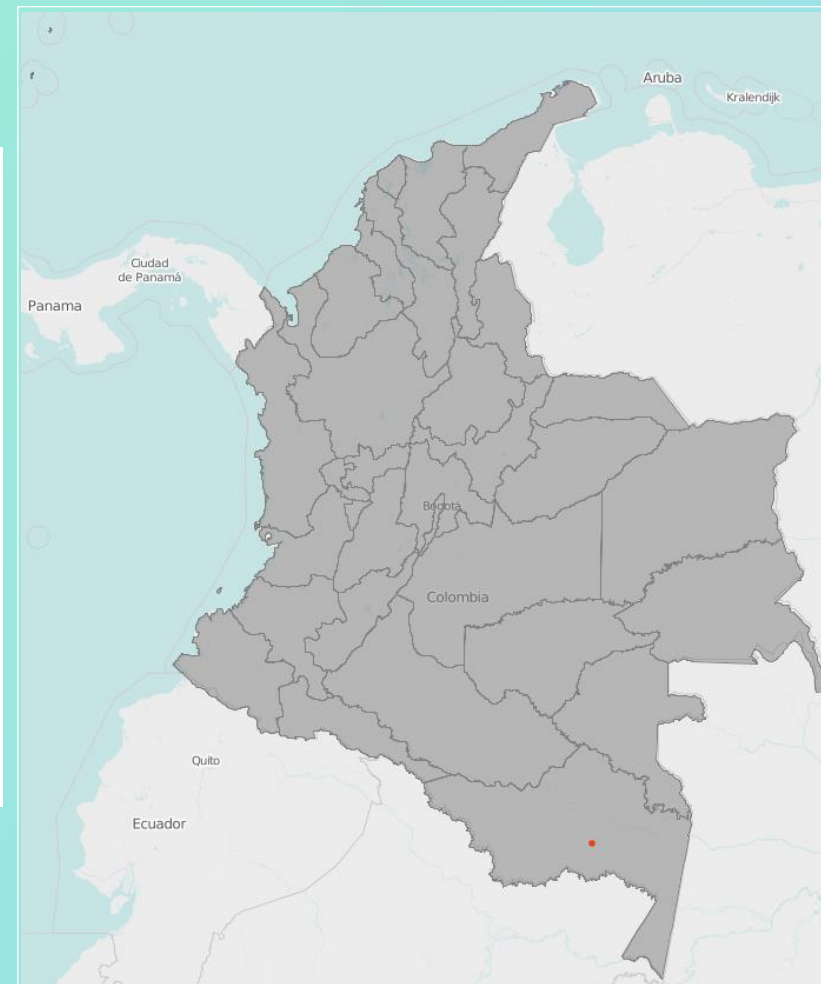 Aruba
Kralendijk
Ciudad
de Panamá
Panama
Bogotá
Colombia
Quito
Ecuador